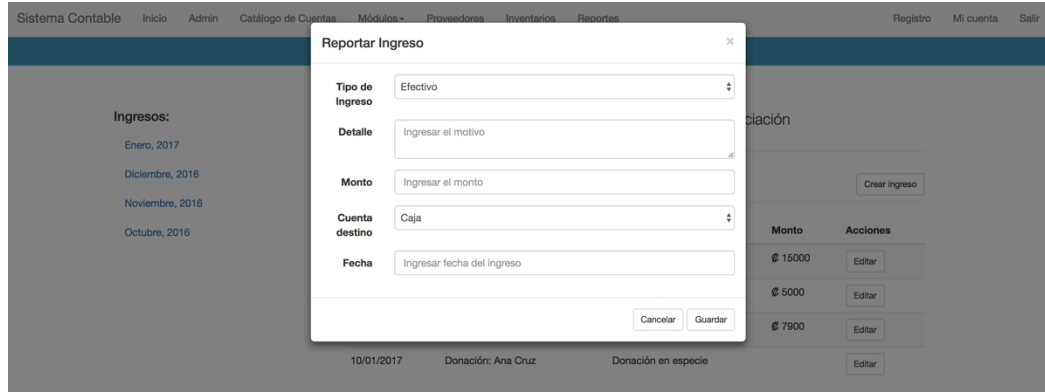 Sistema Contable Inicio Admin Catálogo de Cuentas Módulos Proveedores Inventarios Reportes Registro Mi cuenta Salir
Reportar Ingreso ×
Tipo de Ingreso Efectivo
Detalle Ingresar el motivo
Monto Ingresar el monto
Cuenta destino Caja
Fecha Ingresar fecha del ingreso
Cancelar Guardar
Ingresos:
Enero, 2017
Diciembre, 2016
Noviembre, 2016
Octubre, 2016
ciación
Crear ingreso
Monto Acciones
₡ 15000 Editar
₡ 5000 Editar
₡ 7900 Editar
10/01/2017 Donación: Ana Cruz Donación en especie Editar